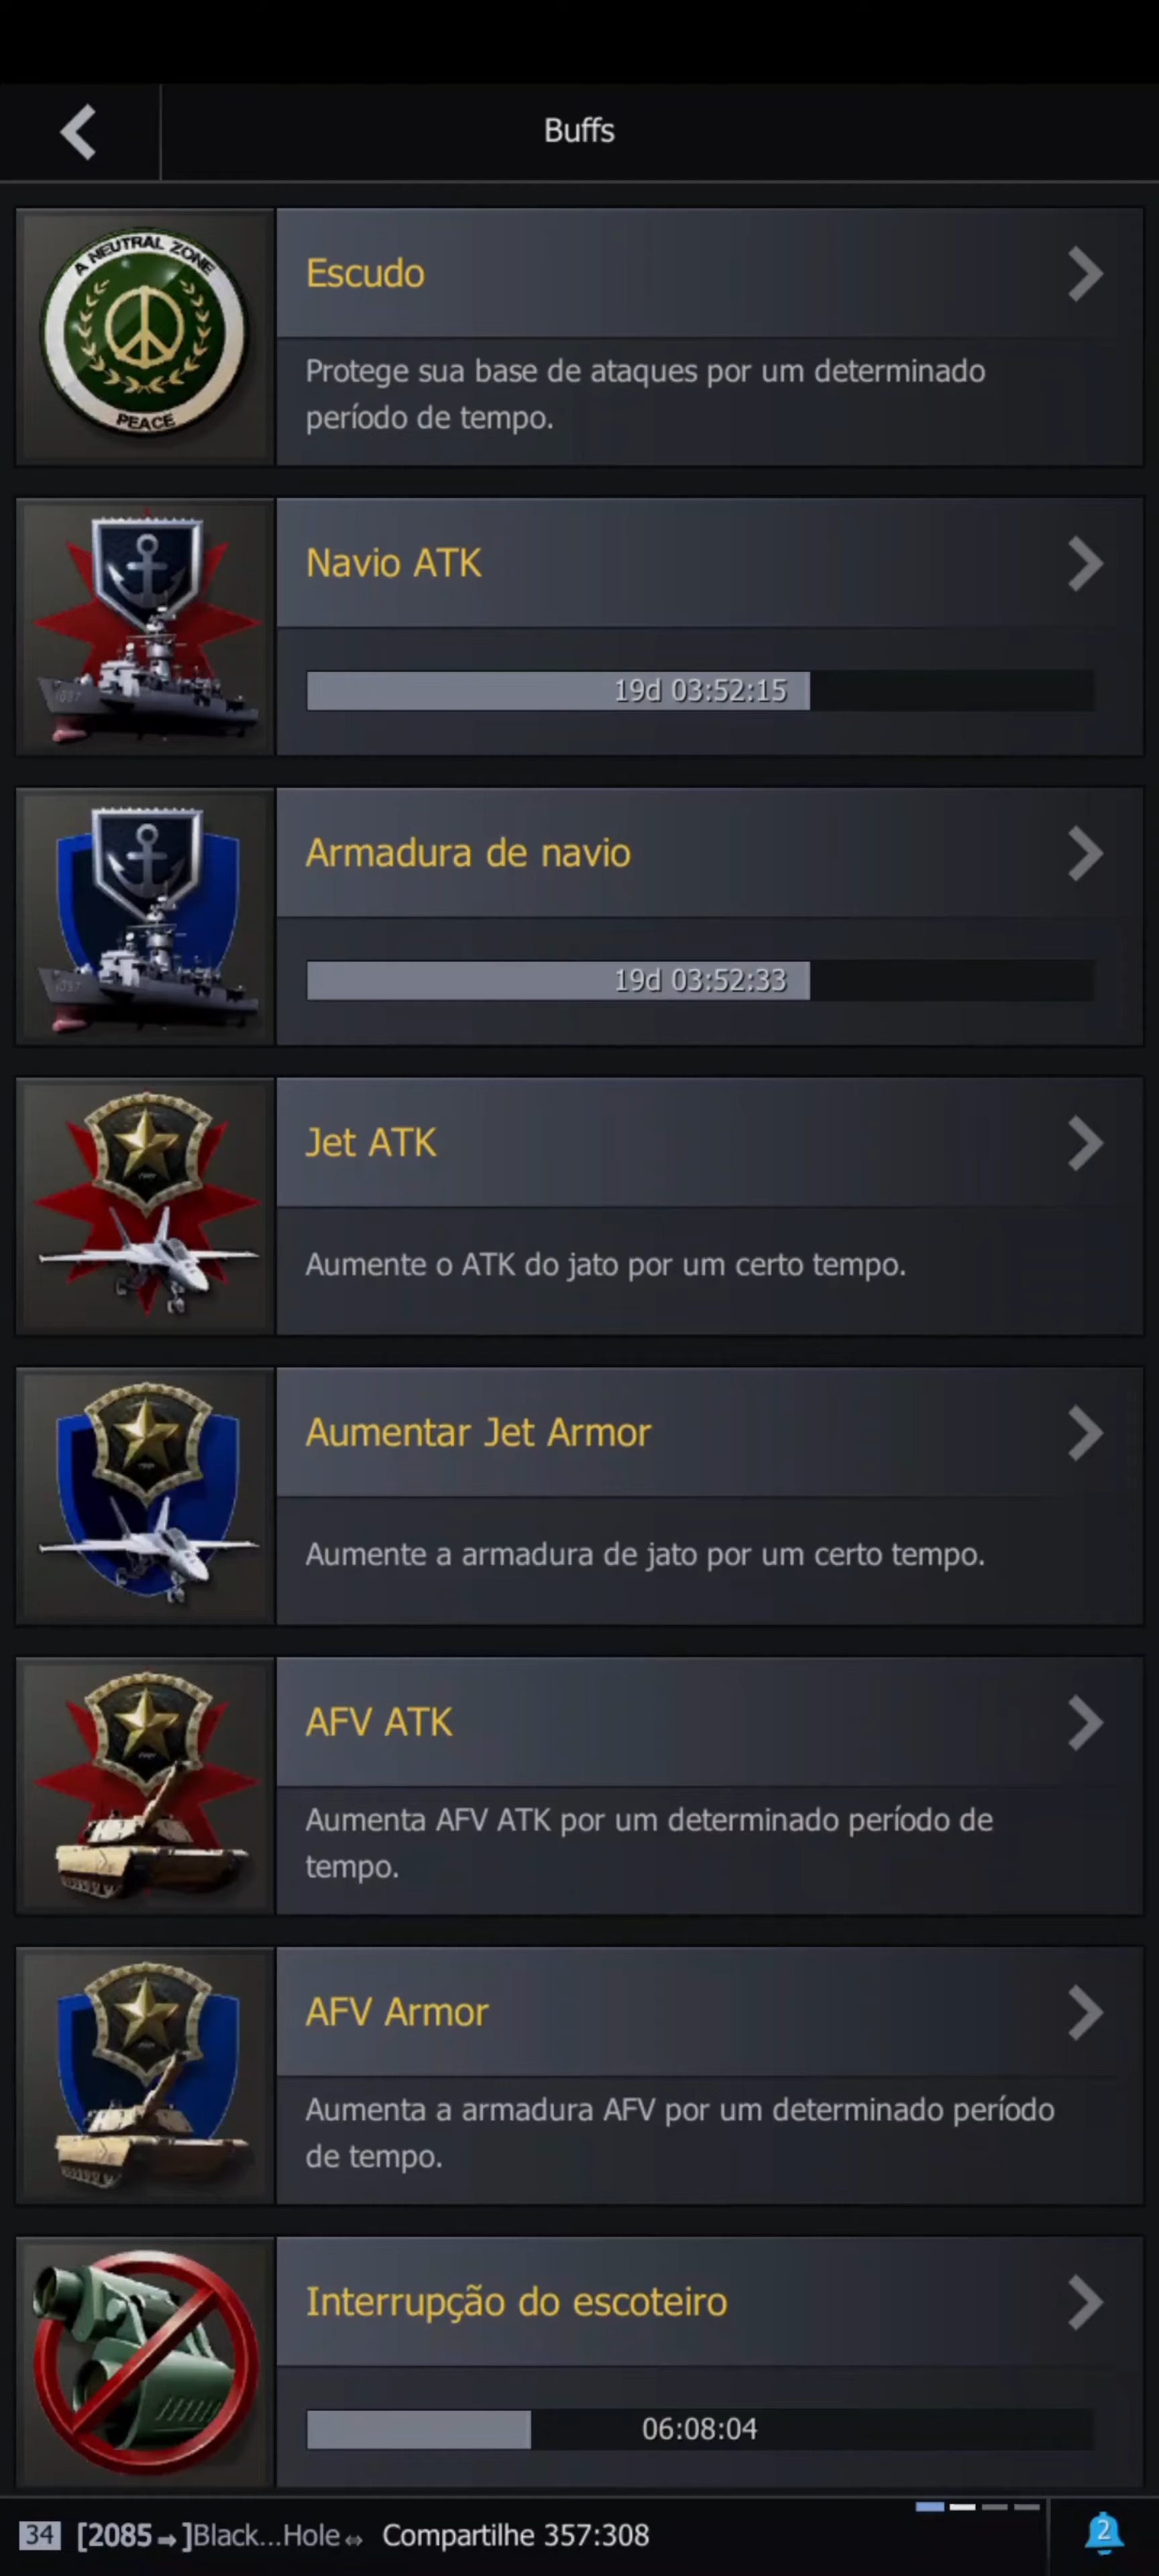 Buffs
A NEUTRAL ZONE
PEACE
Escudo
Protege sua base de ataques por um determinado
período de tempo.
Navio ATK
19d 03:52:15
Armadura de navio
19d 03:52:33
Jet ATK
Aumente o ATK do jato por um certo tempo.
Aumentar Jet Armor
Aumente a armadura de jato por um certo tempo.
AFV ATK
Aumenta AFV ATK por um determinado período de
tempo.
AFV Armor
Aumenta a armadura AFV por um determinado período
de tempo.
Interrupção do escoteiro
06:08:04
34 [2085➡]Black...Hole⇔ Compartilhe 357:308
2